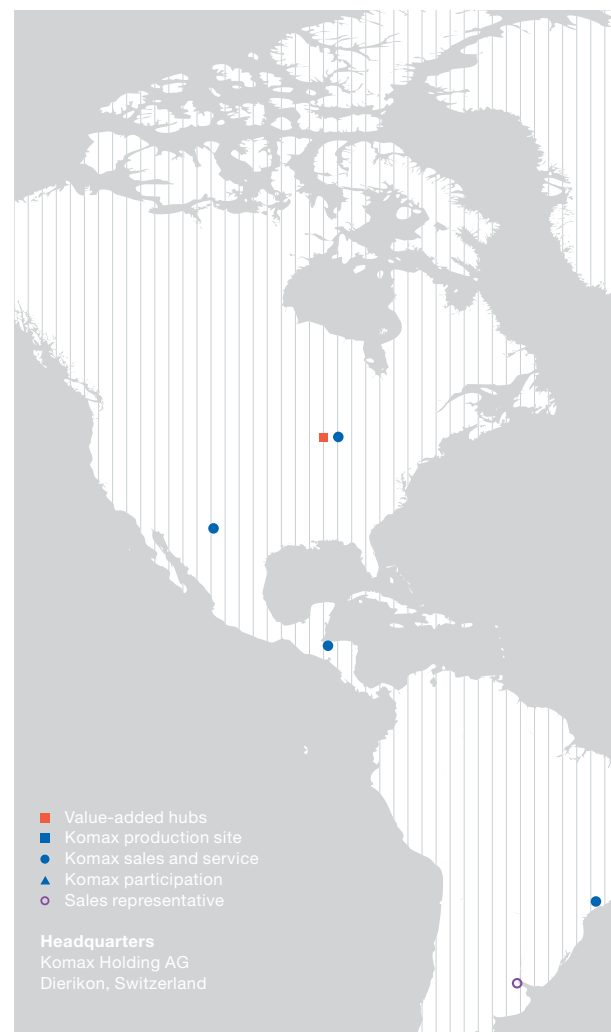 Value-added hubs
Komax production site
Komax sales and service
Komax participation
Sales representative
Headquarters
Komax Holding AG
Dierikon, Switzerland